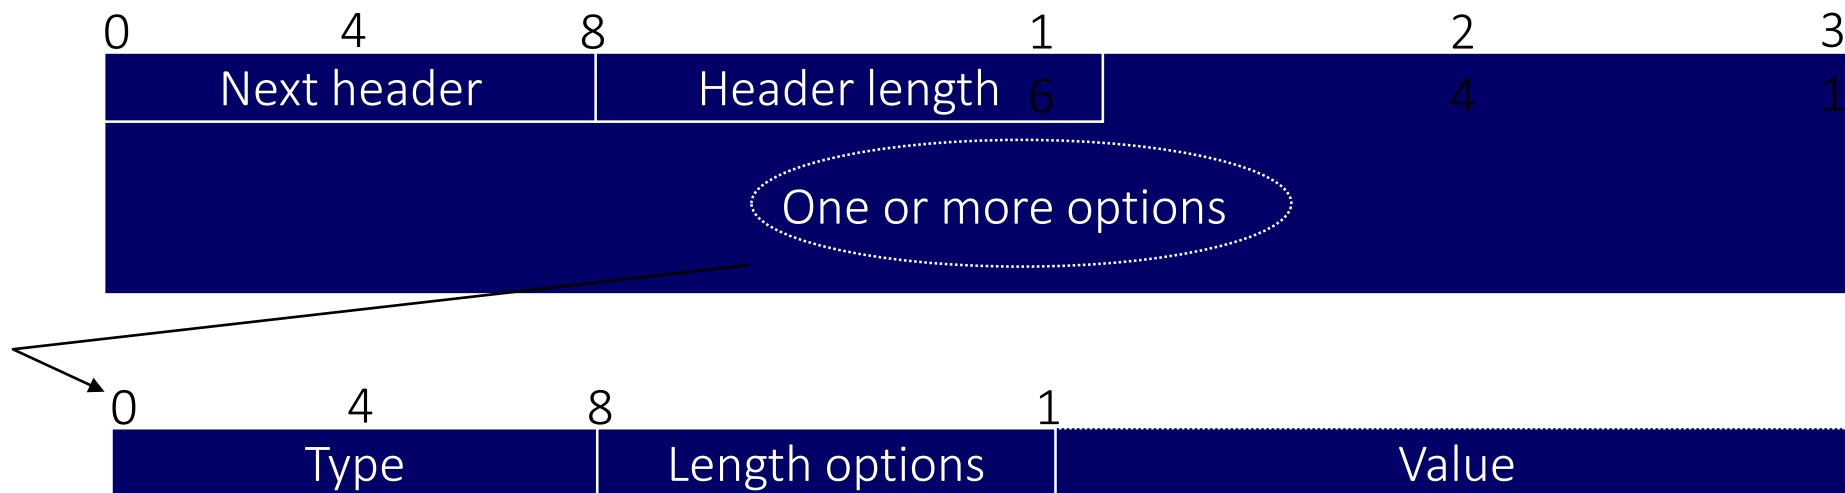 0 4 8 1 2 3
Next header Header length 6 4 1
One or more options
0 4 8 1
Type Length options Value